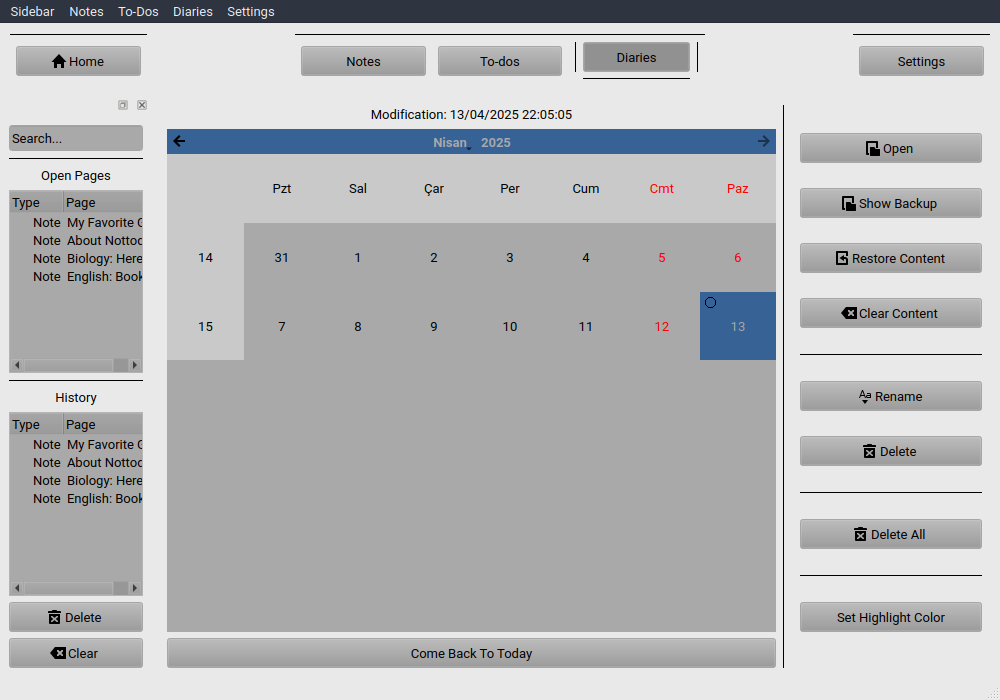 Sidebar Notes To-Dos Diaries Settings
Home
Notes
To-dos
Diaries
Settings
Search...
Open Pages
Type Page
Note My Favorite G
Note About Nottod
Note Biology: Here
Note English: Book
History
Type Page
Note My Favorite G
Note About Nottod
Note Biology: Here
Note English: Book
Delete
Clear
Modification: 13/04/2025 22:05:05
Nisan 2025
Pzt Sal Çar Per Cum Cmt Paz
14 31 1 2 3 4 5 6
15 7 8 9 10 11 12 13
Come Back To Today
Open
Show Backup
Restore Content
Clear Content
Aa Rename
Delete
Delete All
Set Highlight Color